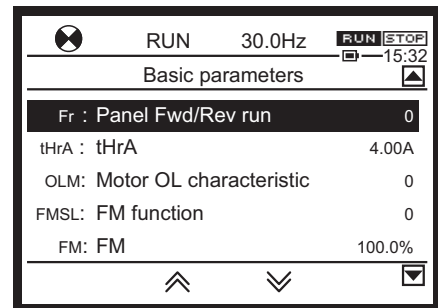 RUN 30.0Hz RUN STOP
15:32
Basic parameters
Fr : Panel Fwd/Rev run 0
tHrA : tHrA 4.00A
OLM: Motor OL characteristic 0
FMSL: FM function 0
FM: FM 100.0%